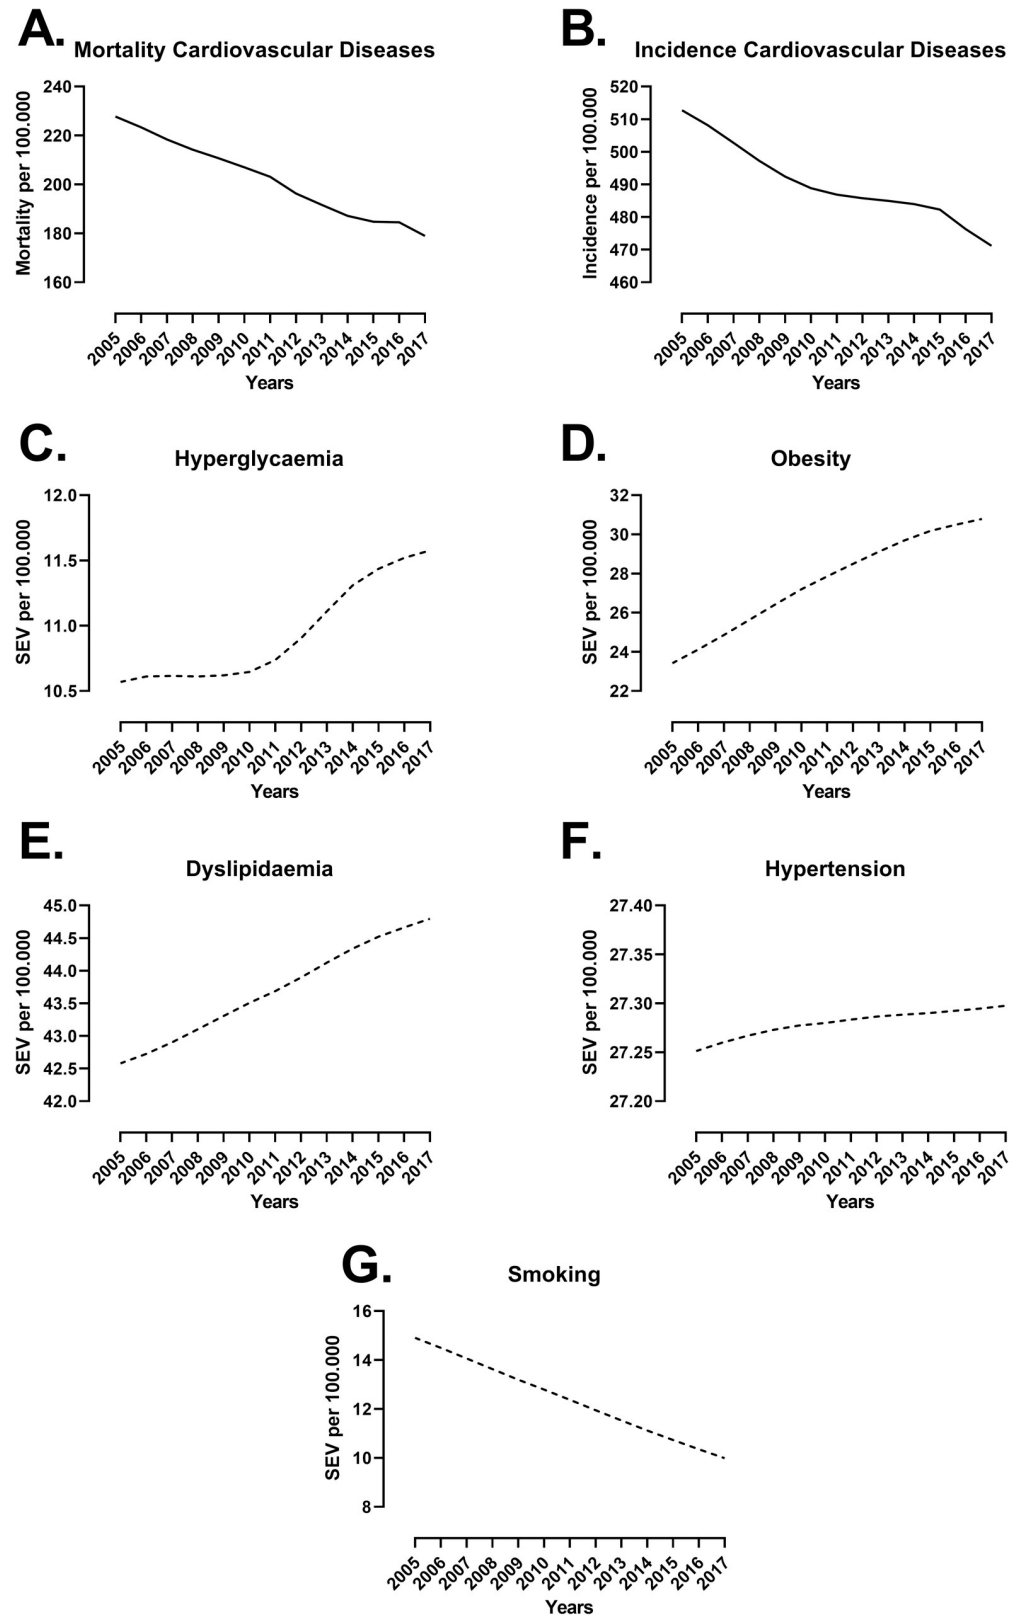 A.
Mortality Cardiovascular Diseases
Mortality per 100.000
240
220
200
180
160
2005 2006 2007 2008 2009 2010 2011 2012 2013 2014 2015 2016 2017
Years
B.
Incidence Cardiovascular Diseases
Incidence per 100.000
520
510
500
490
480
470
460
2005 2006 2007 2008 2009 2010 2011 2012 2013 2014 2015 2016 2017
Years
C.
Hyperglycaemia
SEV per 100.000
12.0
11.5
11.0
10.5
2005 2006 2007 2008 2009 2010 2011 2012 2013 2014 2015 2016 2017
Years
D.
Obesity
SEV per 100.000
32
30
28
26
24
22
2005 2006 2007 2008 2009 2010 2011 2012 2013 2014 2015 2016 2017
Years
E.
Dyslipidaemia
SEV per 100.000
45.0
44.5
44.0
43.5
43.0
42.5
42.0
2005 2006 2007 2008 2009 2010 2011 2012 2013 2014 2015 2016 2017
Years
F.
Hypertension
SEV per 100.000
27.40
27.35
27.30
27.25
27.20
2005 2006 2007 2008 2009 2010 2011 2012 2013 2014 2015 2016 2017
Years
G.
Smoking
SEV per 100.000
16
14
12
10
8
2005 2006 2007 2008 2009 2010 2011 2012 2013 2014 2015 2016 2017
Years